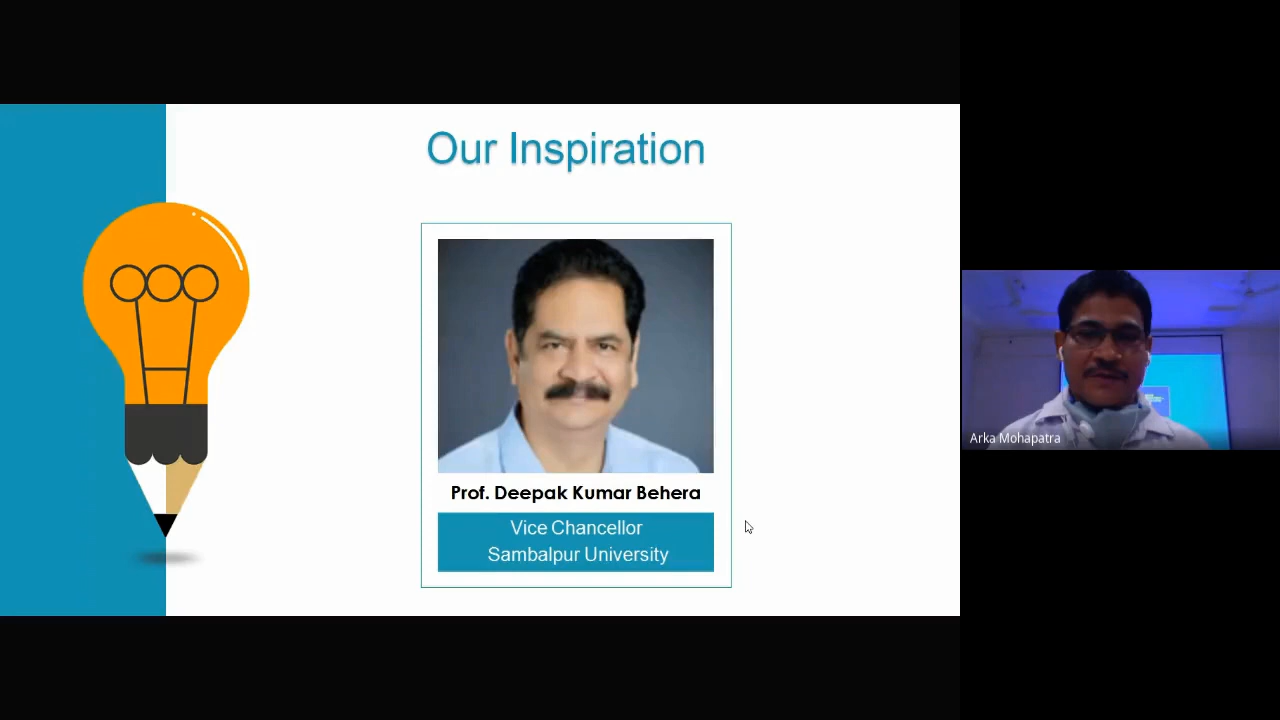 Our Inspiration
Prof. Deepak Kumar Behera
Vice Chancellor
Sambalpur University
Arka Mohapatra